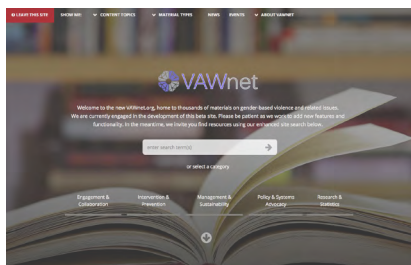 LEAVE THIS SITE SHOW ME: CONTENT TOPICS MATERIAL TYPES NEWS EVENTS ABOUT VAWNET
VAWnet
Welcome to the new VAWnet.org, home to thousands of materials on gender-based violence and related issues.
We are currently engaged in the development of this beta site. Please be patient as we work to add new features and
functionality. In the meantime, we invite you find resources using our enhanced site search below.
enter search term(s)
or select a category
Engagement & Intervention & Management & Policy & Systems Research &
Collaboration Prevention Sustainability Advocacy Statistics